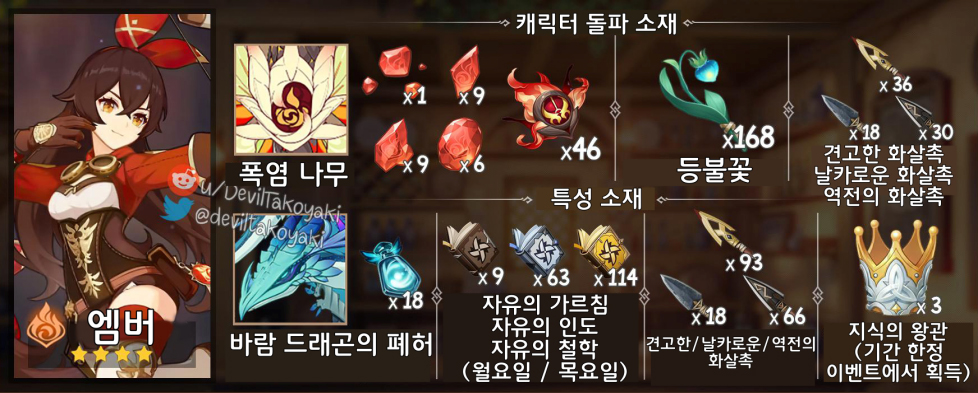 캐릭터 돌파 소재
폭염 나무
x1
x9
x9
x6
x46
x168
등불꽃
x36
x18
x30
견고한 화살촉
날카로운 화살촉
역전의 화살촉
특성 소재
u/DevilTakoyaki
@deviltakoyaki
엠버
바람 드래곤의 폐허
x18
x9
x63
x114
자유의 가르침
자유의 인도
자유의 철학
(월요일 / 목요일)
x93
x18
x66
견고한/날카로운/역전의
화살촉
x3
지식의 왕관
(기간 한정
이벤트에서 획득)